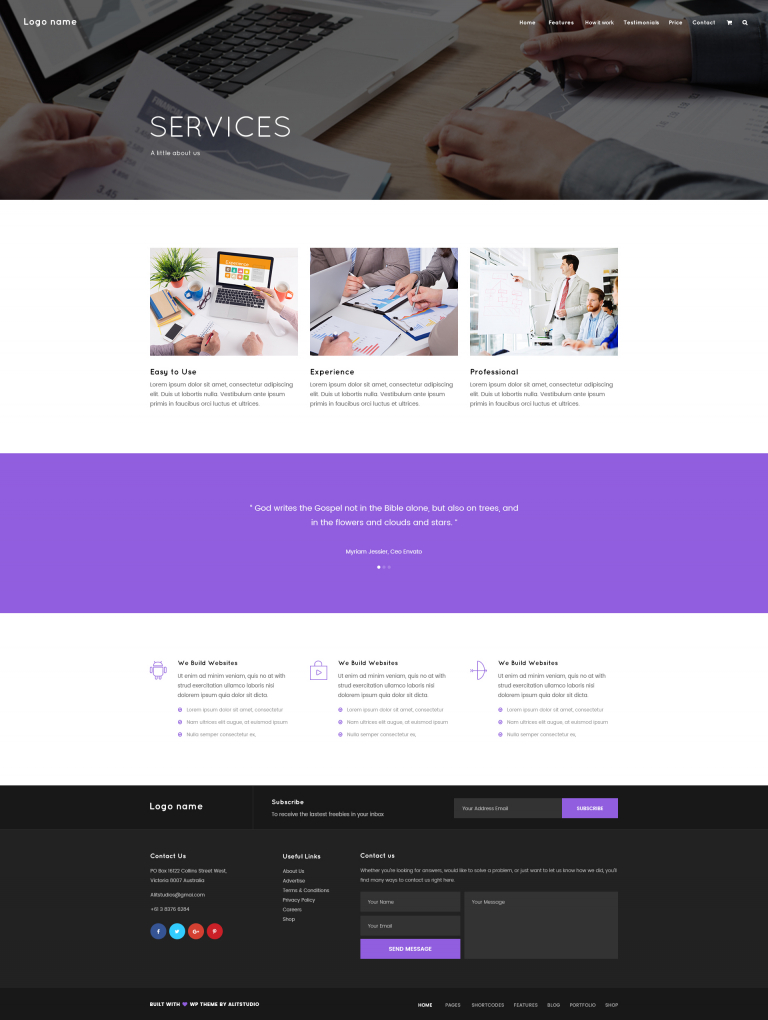 Logo name
Home Features How it work Testimonials Price Contact
SERVICES
A little about us
Easy to Use
Lorem ipsum dolor sit amet, consectetur adipiscing
elit. Duis ut lobortis nulla. Vestibulum ante ipsum
primis in faucibus orci luctus et ultrices.
Experience
Lorem ipsum dolor sit amet, consectetur adipiscing
elit. Duis ut lobortis nulla. Vestibulum ante ipsum
primis in faucibus orci luctus et ultrices.
Professional
Lorem ipsum dolor sit amet, consectetur adipiscing
elit. Duis ut lobortis nulla. Vestibulum ante ipsum
primis in faucibus orci luctus et ultrices.
" God writes the Gospel not in the Bible alone, but also on trees, and
in the flowers and clouds and stars. "
Myriam Jessier, Ceo Envato
We Build Websites
Ut enim ad minim veniam, quis no at with
strud exercitation ullamco laboris nisi
dolorem ipsum quia dolor sit dicta.
Lorem ipsum dolor sit amet, consectetur
Nam ultrices elit augue, at euismod ipsum
Nulla semper consectetur ex,
We Build Websites
Ut enim ad minim veniam, quis no at with
strud exercitation ullamco laboris nisi
dolorem ipsum quia dolor sit dicta.
Lorem ipsum dolor sit amet, consectetur
Nam ultrices elit augue, at euismod ipsum
Nulla semper consectetur ex,
We Build Websites
Ut enim ad minim veniam, quis no at with
strud exercitation ullamco laboris nisi
dolorem ipsum quia dolor sit dicta.
Lorem ipsum dolor sit amet, consectetur
Nam ultrices elit augue, at euismod ipsum
Nulla semper consectetur ex,
Logo name
Subscribe
To receive the lastest freebies in your inbox
Your Address Email
SUBSCRIBE
Contact Us
PO Box 16122 Collins Street West,
Victoria 8007 Australia
Alitstudios@gmai.com
+61 3 8376 6284
Useful Links
About Us
Advertise
Terms & Conditions
Privacy Policy
Careers
Shop
Contact us
Whether you're looking for answers, would like to solve a problem, or just want to let us know how we did, you'll
find many ways to contact us right here.
Your Name
Your Email
SEND MESSAGE
Your Message
BUILT WITH 💜 WP THEME BY ALITSTUDIO
HOME PAGES SHORTCODES FEATURES BLOG PORTFOLIO SHOP